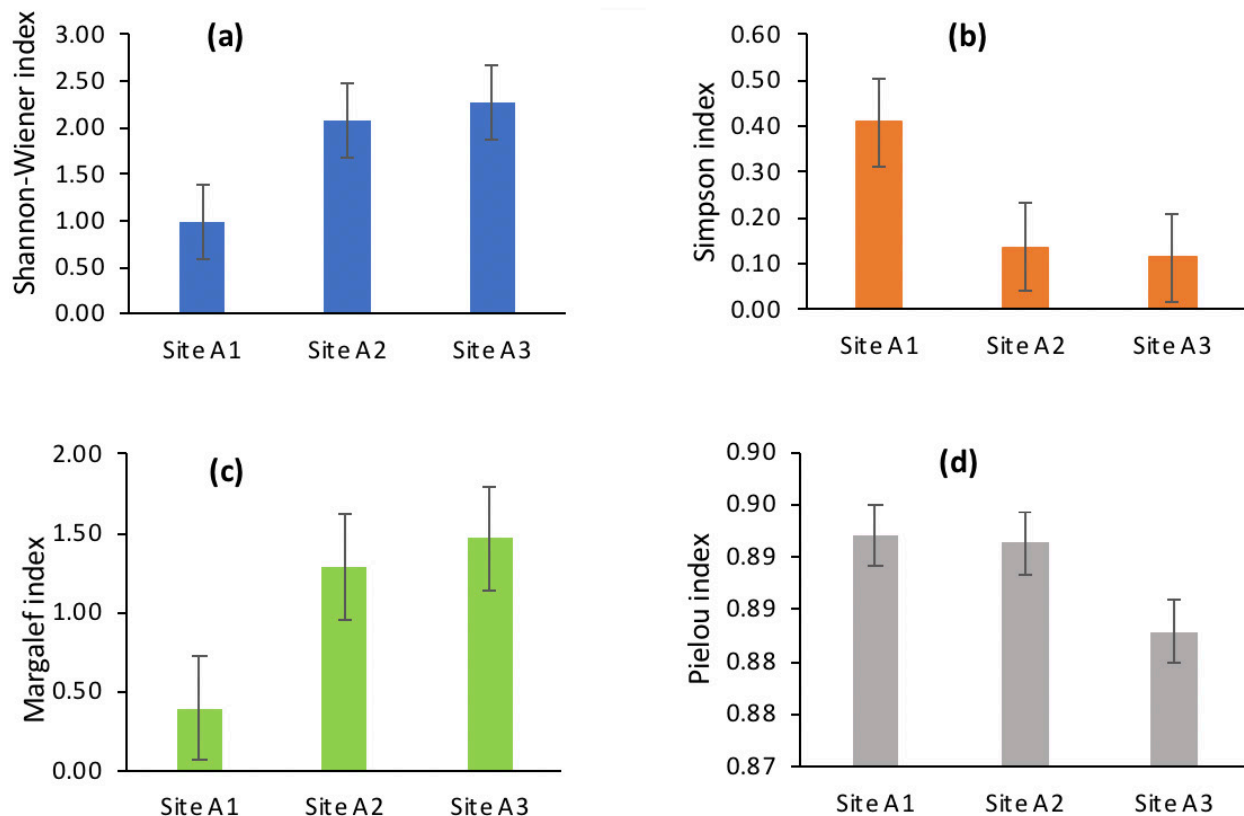 (a)
Shannon-Wiener index
3.00
2.50
2.00
1.50
1.00
0.50
0.00
Site A1
Site A2
Site A3
(b)
Simpson index
0.60
0.50
0.40
0.30
0.20
0.10
0.00
Site A1
Site A2
Site A3
(c)
Margalef index
2.00
1.50
1.00
0.50
0.00
Site A1
Site A2
Site A3
(d)
Pielou index
0.90
0.90
0.89
0.89
0.88
0.88
0.87
Site A1
Site A2
Site A3